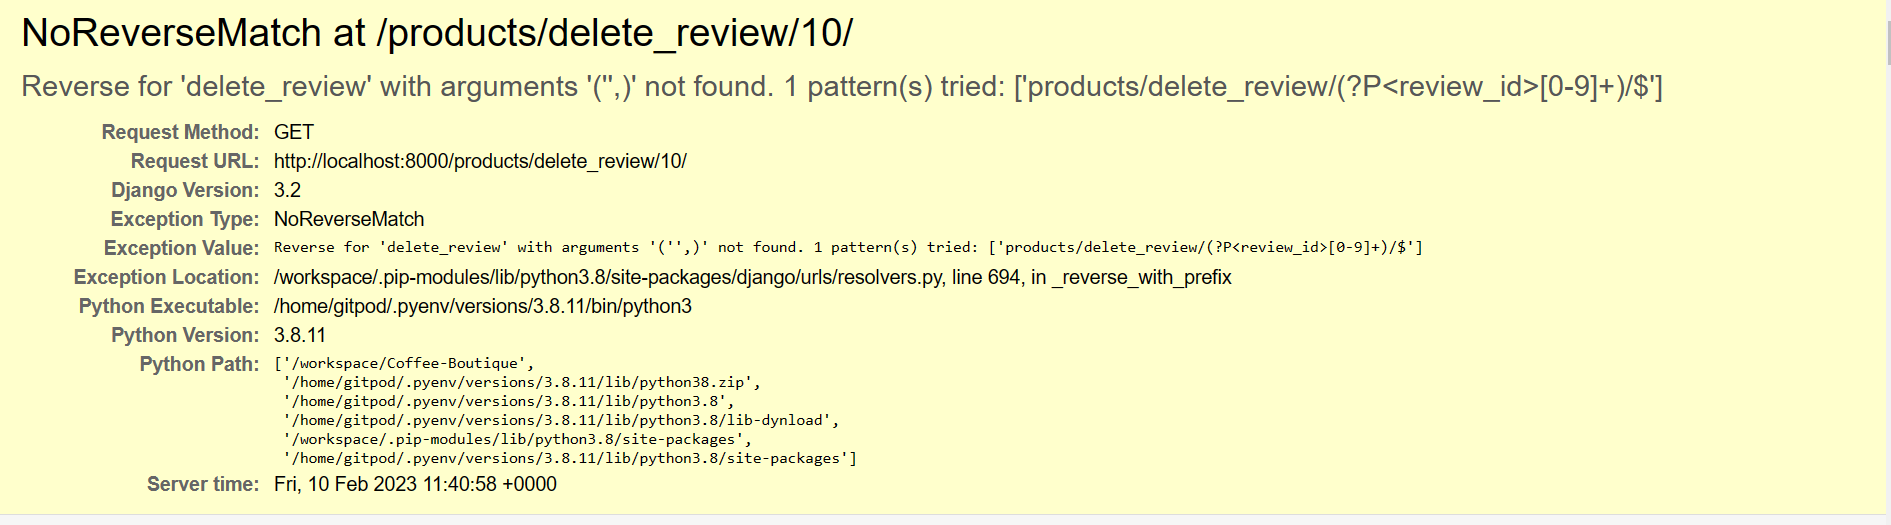 NoReverseMatch at /products/delete_review/10/
Reverse for 'delete_review' with arguments '('',)' not found. 1 pattern(s) tried: ['products/delete_review/(?P<review_id>[0-9]+)/$']
Request Method: GET
Request URL: http://localhost:8000/products/delete_review/10/
Django Version: 3.2
Exception Type: NoReverseMatch
Exception Value: Reverse for 'delete_review' with arguments '('',)' not found. 1 pattern(s) tried: ['products/delete_review/(?P<review_id>[0-9]+)/$']
Exception Location: /workspace/.pip-modules/lib/python3.8/site-packages/django/urls/resolvers.py, line 694, in _reverse_with_prefix
Python Executable: /home/gitpod/.pyenv/versions/3.8.11/bin/python3
Python Version: 3.8.11
Python Path: ['/workspace/Coffee-Boutique',
'/home/gitpod/.pyenv/versions/3.8.11/lib/python38.zip',
'/home/gitpod/.pyenv/versions/3.8.11/lib/python3.8',
'/home/gitpod/.pyenv/versions/3.8.11/lib/python3.8/lib-dynload',
'/workspace/.pip-modules/lib/python3.8/site-packages',
'/home/gitpod/.pyenv/versions/3.8.11/lib/python3.8/site-packages']
Server time: Fri, 10 Feb 2023 11:40:58 +0000